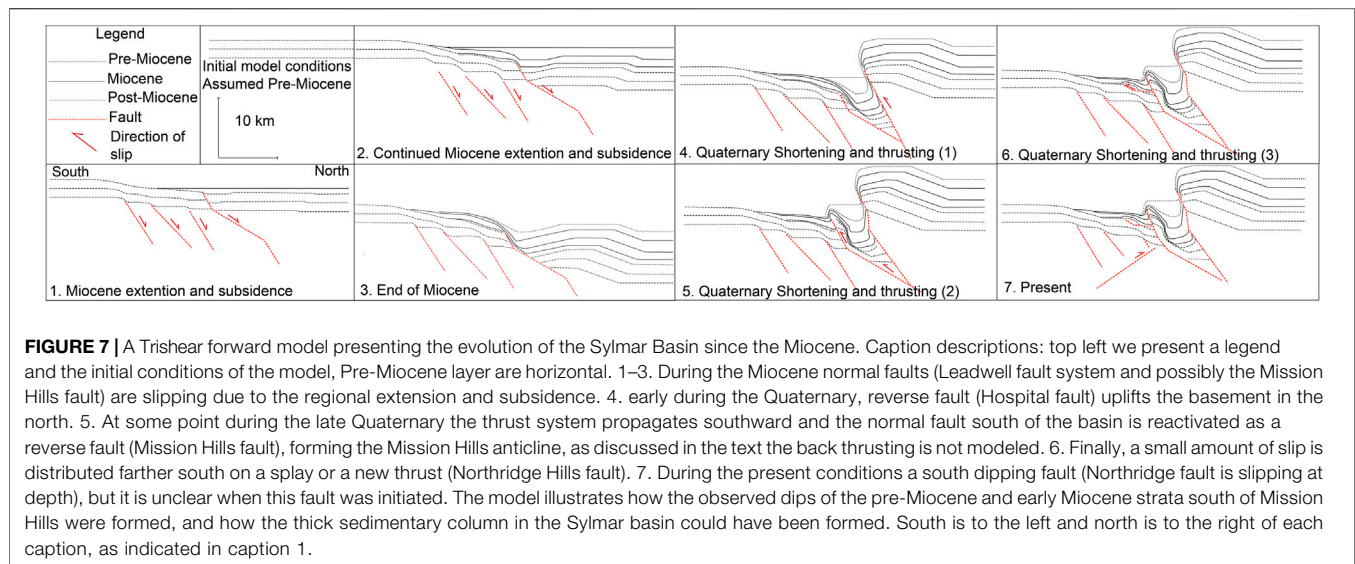 Legend
Pre-Miocene
Miocene
Post-Miocene
Fault
Direction of
slip
Initial model conditions
Assumed Pre-Miocene
10 km
2. Continued Miocene extention and subsidence
4. Quaternary Shortening and thrusting (1)
6. Quaternary Shortening and thrusting (3)
South
North
1. Miocene extention and subsidence
3. End of Miocene
5. Quaternary Shortening and thrusting (2)
7. Present
FIGURE 7 | A Trishear forward model presenting the evolution of the Sylmar Basin since the Miocene. Caption descriptions: top left we present a legend
and the initial conditions of the model, Pre-Miocene layer are horizontal. 1–3. During the Miocene normal faults (Leadwell fault system and possibly the Mission
Hills fault) are slipping due to the regional extension and subsidence. 4. early during the Quaternary, reverse fault (Hospital fault) uplifts the basement in the
north. 5. At some point during the late Quaternary the thrust system propagates southward and the normal fault south of the basin is reactivated as a
reverse fault (Mission Hills fault), forming the Mission Hills anticline, as discussed in the text the back thrusting is not modeled. 6. Finally, a small amount of slip is
distributed farther south on a splay or a new thrust (Northridge Hills fault). 7. During the present conditions a south dipping fault (Northridge fault is slipping at
depth), but it is unclear when this fault was initiated. The model illustrates how the observed dips of the pre-Miocene and early Miocene strata south of Mission
Hills were formed, and how the thick sedimentary column in the Sylmar basin could have been formed. South is to the left and north is to the right of each
caption, as indicated in caption 1.